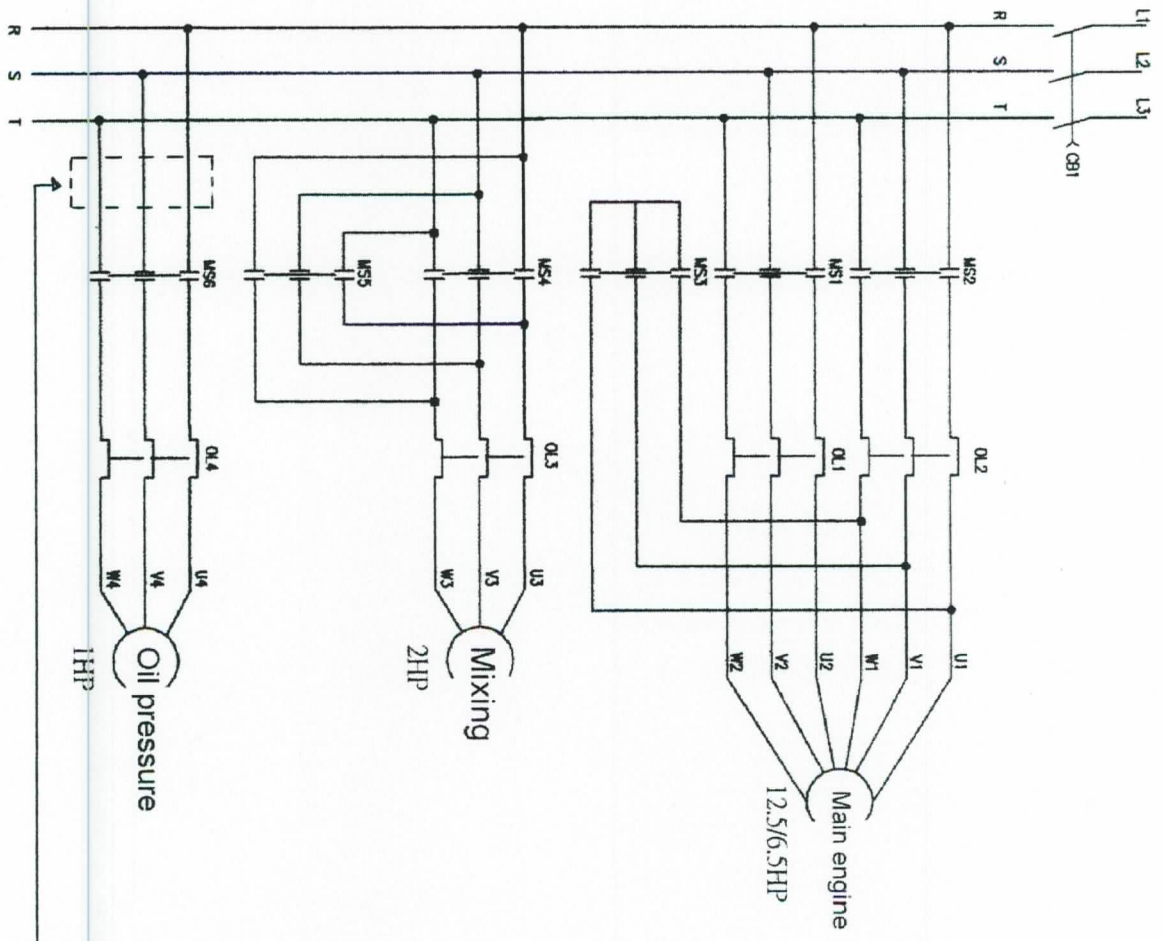 L1
L2
L3
CB1
R
S
T
R
S
T
MS2
MS1
MS3
MS4
MS5
MS6
OL2
OL1
OL3
OL4
U1
V1
W1
U2
V2
W2
U3
V3
W3
U4
V4
W4
Main engine
12.5/6.5HP
Mixing
2HP
Oil pressure
1HP